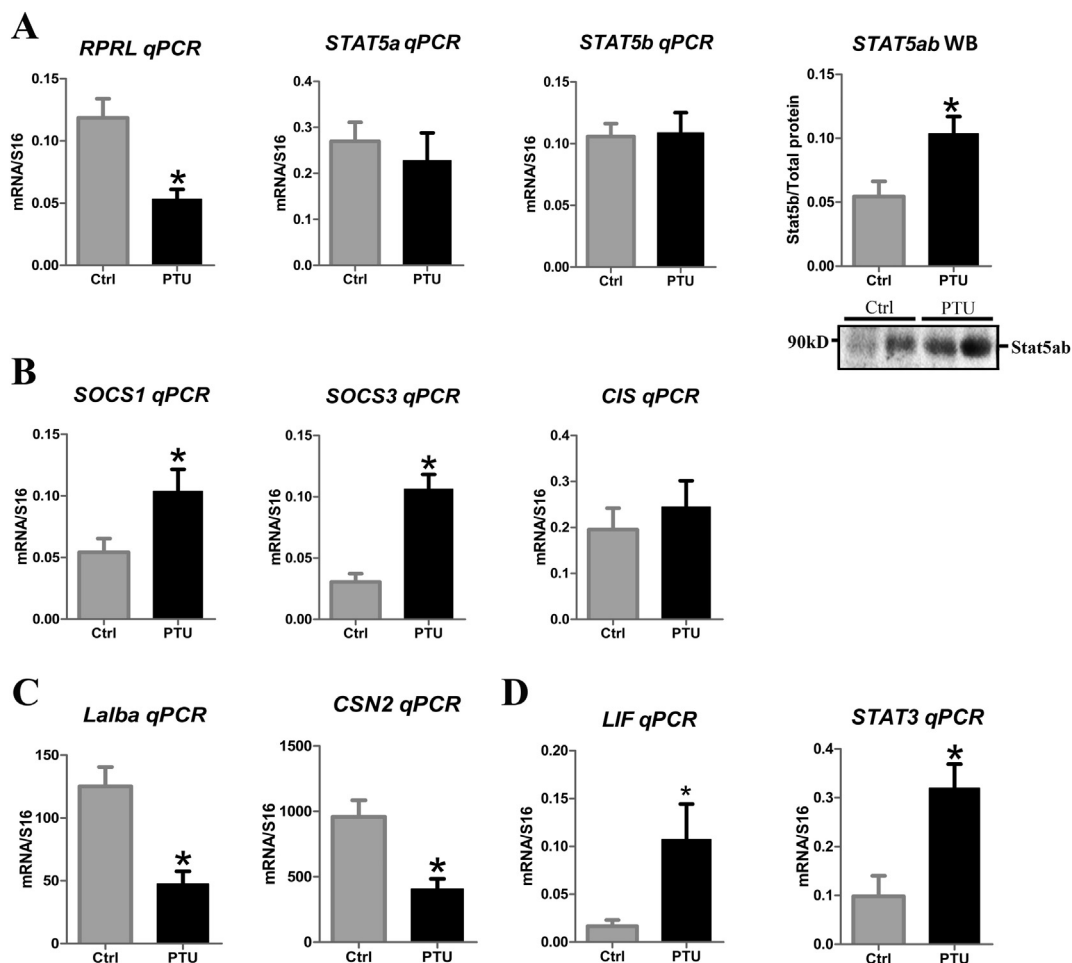 A
RPRL qPCR
STAT5a qPCR
STAT5b qPCR
STAT5ab WB
mRNA/S16
0.15
0.10
0.05
0.00
*
Ctrl
PTU
mRNA/S16
0.4
0.3
0.2
0.1
0.0
Ctrl
PTU
mRNA/S16
0.15
0.10
0.05
0.00
Ctrl
PTU
Stat5b/Total protein
0.15
0.10
0.05
0.00
*
Ctrl
PTU
Ctrl
PTU
90kD
Stat5ab
B
SOCS1 qPCR
SOCS3 qPCR
CIS qPCR
mRNA/S16
0.15
0.10
0.05
0.00
*
Ctrl
PTU
mRNA/S16
0.15
0.10
0.05
0.00
*
Ctrl
PTU
mRNA/S16
0.4
0.3
0.2
0.1
0.0
Ctrl
PTU
C
Lalba qPCR
CSN2 qPCR
mRNA/S16
150
100
50
0
*
Ctrl
PTU
mRNA/S16
1500
1000
500
0
*
Ctrl
PTU
D
LIF qPCR
STAT3 qPCR
mRNA/S16
0.20
0.15
0.10
0.05
0.00
*
Ctrl
PTU
mRNA/S16
0.4
0.3
0.2
0.1
0.0
*
Ctrl
PTU